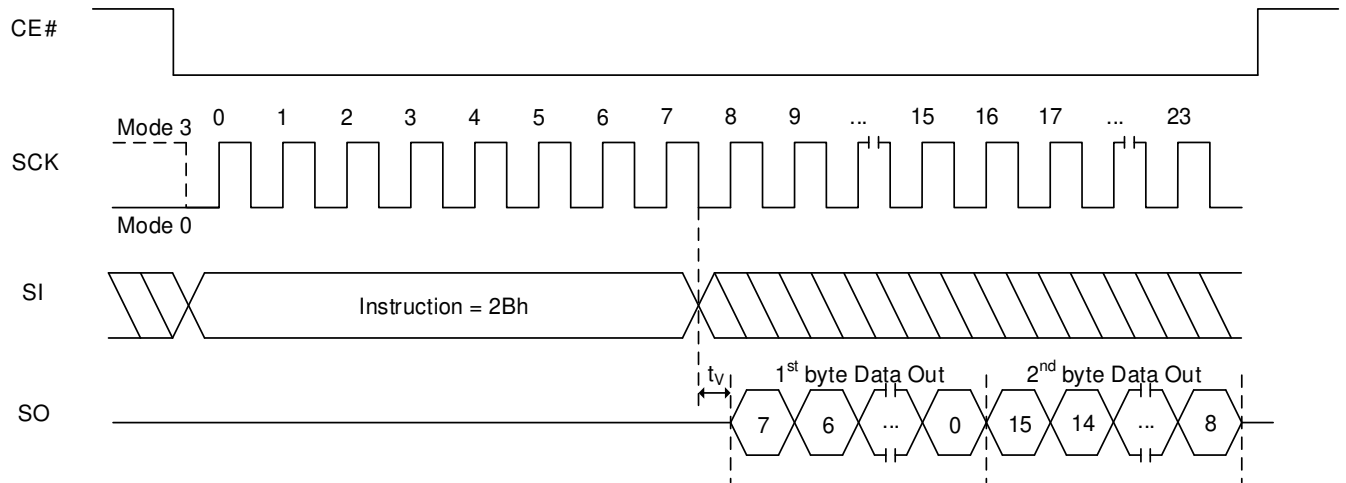 CE#
Mode 3 0 1 2 3 4 5 6 7 8 9 ... 15 16 17 ... 23
SCK
Mode 0
SI Instruction = 2Bh
tV 1st byte Data Out 2nd byte Data Out
SO 7 6 ... 0 15 14 ... 8